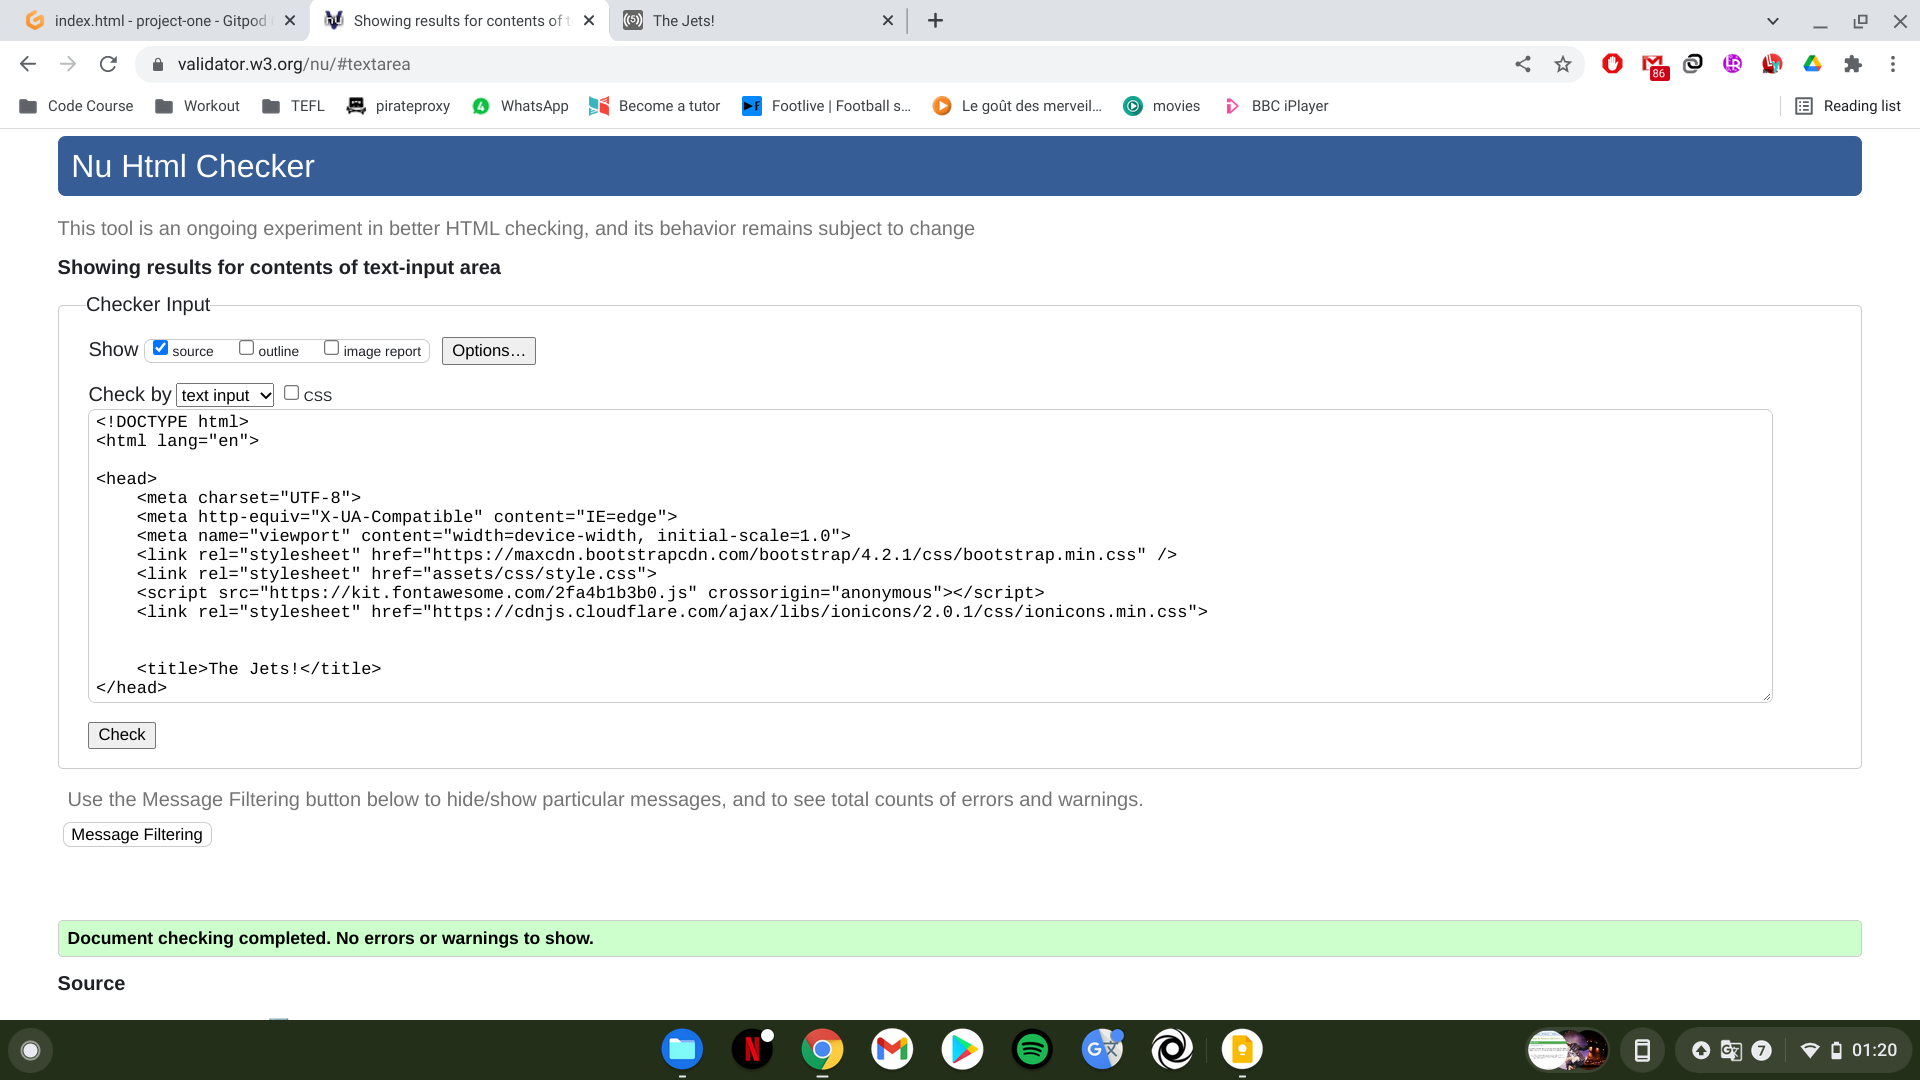 index.html - project-one - Gitpod
Showing results for contents of t
The Jets!
validator.w3.org/nu/#textarea
86
Code Course
Workout
TEFL
pirateproxy
WhatsApp
Become a tutor
Footlive | Football s...
Le goût des merveil...
movies
BBC iPlayer
Reading list
Nu Html Checker
This tool is an ongoing experiment in better HTML checking, and its behavior remains subject to change
Showing results for contents of text-input area
Checker Input
Show source outline image report Options...
Check by text input CSS
<!DOCTYPE html>
<html lang="en">
<head>
<meta charset="UTF-8">
<meta http-equiv="X-UA-Compatible" content="IE=edge">
<meta name="viewport" content="width=device-width, initial-scale=1.0">
<link rel="stylesheet" href="https://maxcdn.bootstrapcdn.com/bootstrap/4.2.1/css/bootstrap.min.css" />
<link rel="stylesheet" href="assets/css/style.css">
<script src="https://kit.fontawesome.com/2fa4b1b3b0.js" crossorigin="anonymous"></script>
<link rel="stylesheet" href="https://cdnjs.cloudflare.com/ajax/libs/ionicons/2.0.1/css/ionicons.min.css">
<title>The Jets!</title>
</head>
Check
Use the Message Filtering button below to hide/show particular messages, and to see total counts of errors and warnings.
Message Filtering
Document checking completed. No errors or warnings to show.
Source
7
01:20